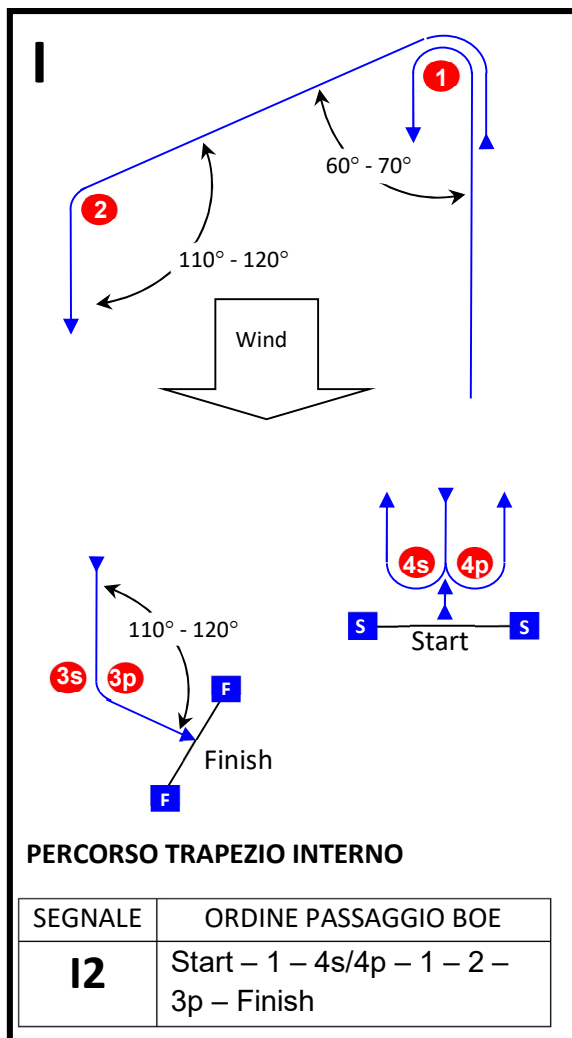 I
1
60° - 70°
2
110° - 120°
Wind
4s 4p
S S
Start
110° - 120°
3s 3p
F
Finish
F
PERCORSO TRAPEZIO INTERNO
SEGNALE ORDINE PASSAGGIO BOE
I2 Start – 1 – 4s/4p – 1 – 2 –
3p – Finish